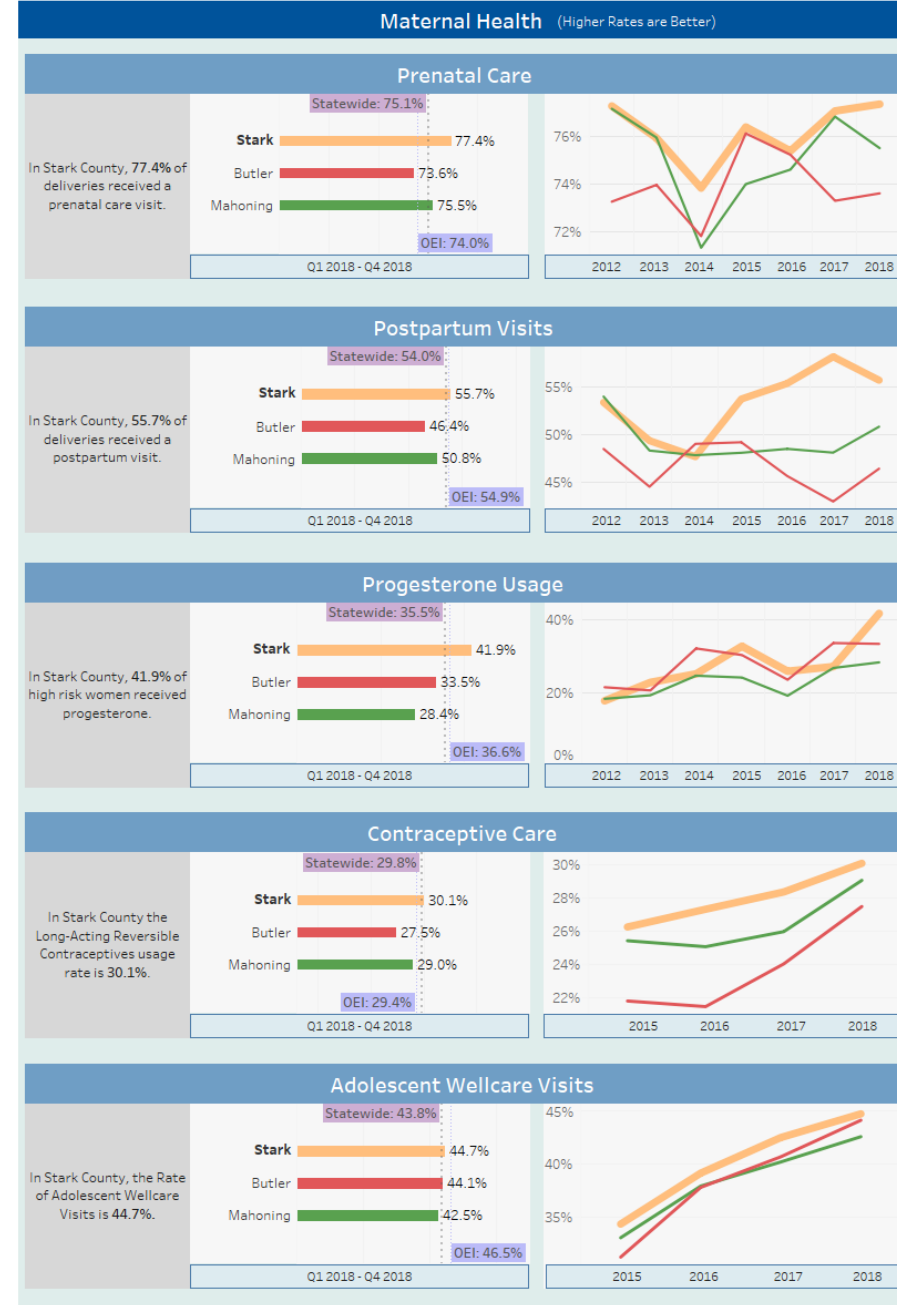 Maternal Health (Higher Rates are Better)
Prenatal Care
In Stark County, 77.4% of
deliveries received a
prenatal care visit.
Statewide: 75.1%
Stark 77.4%
Butler 73.6%
Mahoning 75.5%
OEI: 74.0%
Q1 2018 - Q4 2018
76%
74%
72%
2012 2013 2014 2015 2016 2017 2018
Postpartum Visits
In Stark County, 55.7% of
deliveries received a
postpartum visit.
Statewide: 54.0%
Stark 55.7%
Butler 46.4%
Mahoning 50.8%
OEI: 54.9%
Q1 2018 - Q4 2018
55%
50%
45%
2012 2013 2014 2015 2016 2017 2018
Progesterone Usage
In Stark County, 41.9% of
high risk women received
progesterone.
Statewide: 35.5%
Stark 41.9%
Butler 33.5%
Mahoning 28.4%
OEI: 36.6%
Q1 2018 - Q4 2018
40%
20%
0%
2012 2013 2014 2015 2016 2017 2018
Contraceptive Care
In Stark County the
Long-Acting Reversible
Contraceptives usage
rate is 30.1%.
Statewide: 29.8%
Stark 30.1%
Butler 27.5%
Mahoning 29.0%
OEI: 29.4%
Q1 2018 - Q4 2018
30%
28%
26%
24%
22%
2015 2016 2017 2018
Adolescent Wellcare Visits
In Stark County, the Rate
of Adolescent Wellcare
Visits is 44.7%.
Statewide: 43.8%
Stark 44.7%
Butler 44.1%
Mahoning 42.5%
OEI: 46.5%
Q1 2018 - Q4 2018
45%
40%
35%
2015 2016 2017 2018